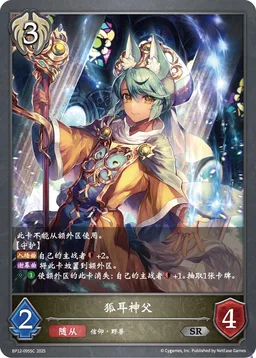 3
此卡不能从额外区使用。
【守护】
入场曲 自己的主战者 +2。
谢幕曲 将此卡放置到额外区。
1 使额外区的此卡消失：自己的主战者 +1。抽取1张卡牌。
狐耳神父
2
随从
信仰·野兽
SR
4
BP12-095SC 2025
© Cygames, Inc. Published by NetEase Games